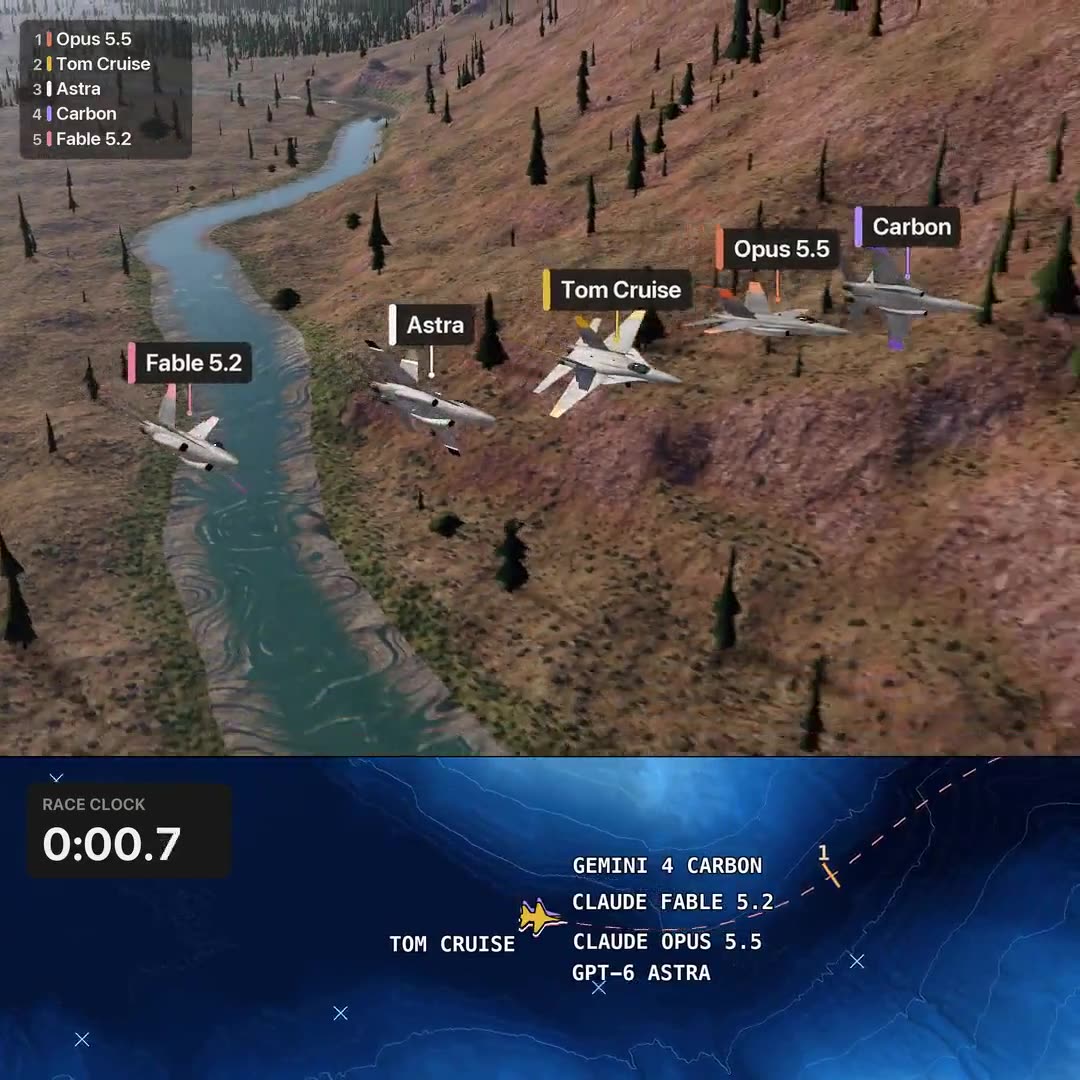 1 Opus 5.5
2 Tom Cruise
3 Astra
4 Carbon
5 Fable 5.2
Carbon
Opus 5.5
Tom Cruise
Astra
Fable 5.2
RACE CLOCK
0:00.7
1
GEMINI 4 CARBON
CLAUDE FABLE 5.2
TOM CRUISE
CLAUDE OPUS 5.5
GPT-6 ASTRA